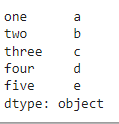 one      a
two      b
three    c
four     d
five     e
dtype: object